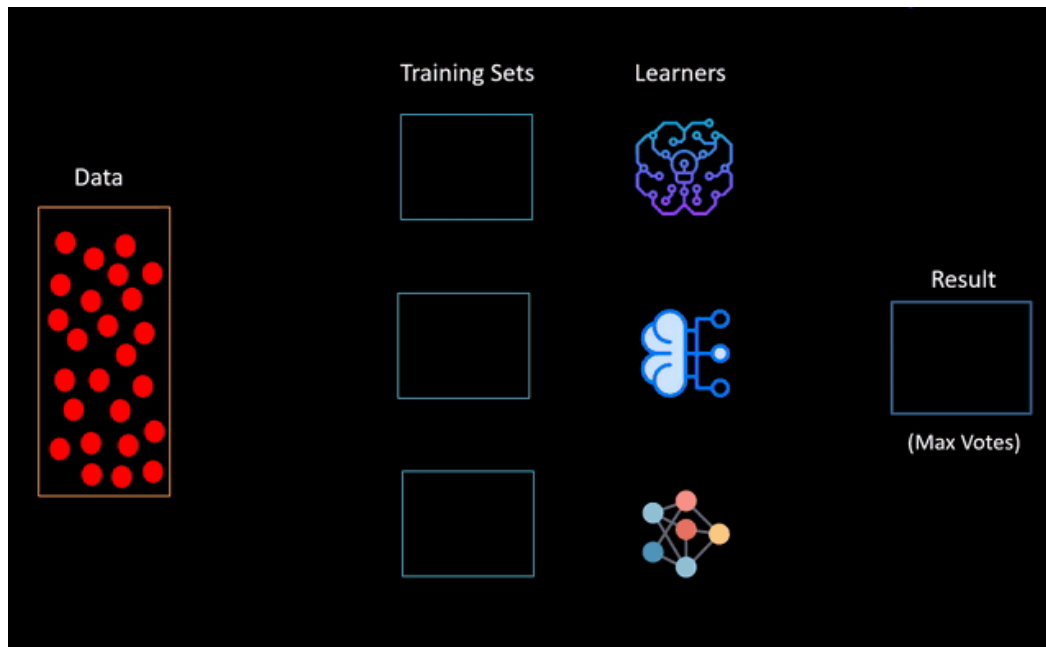 Training Sets
Learners
Data
Result
(Max Votes)